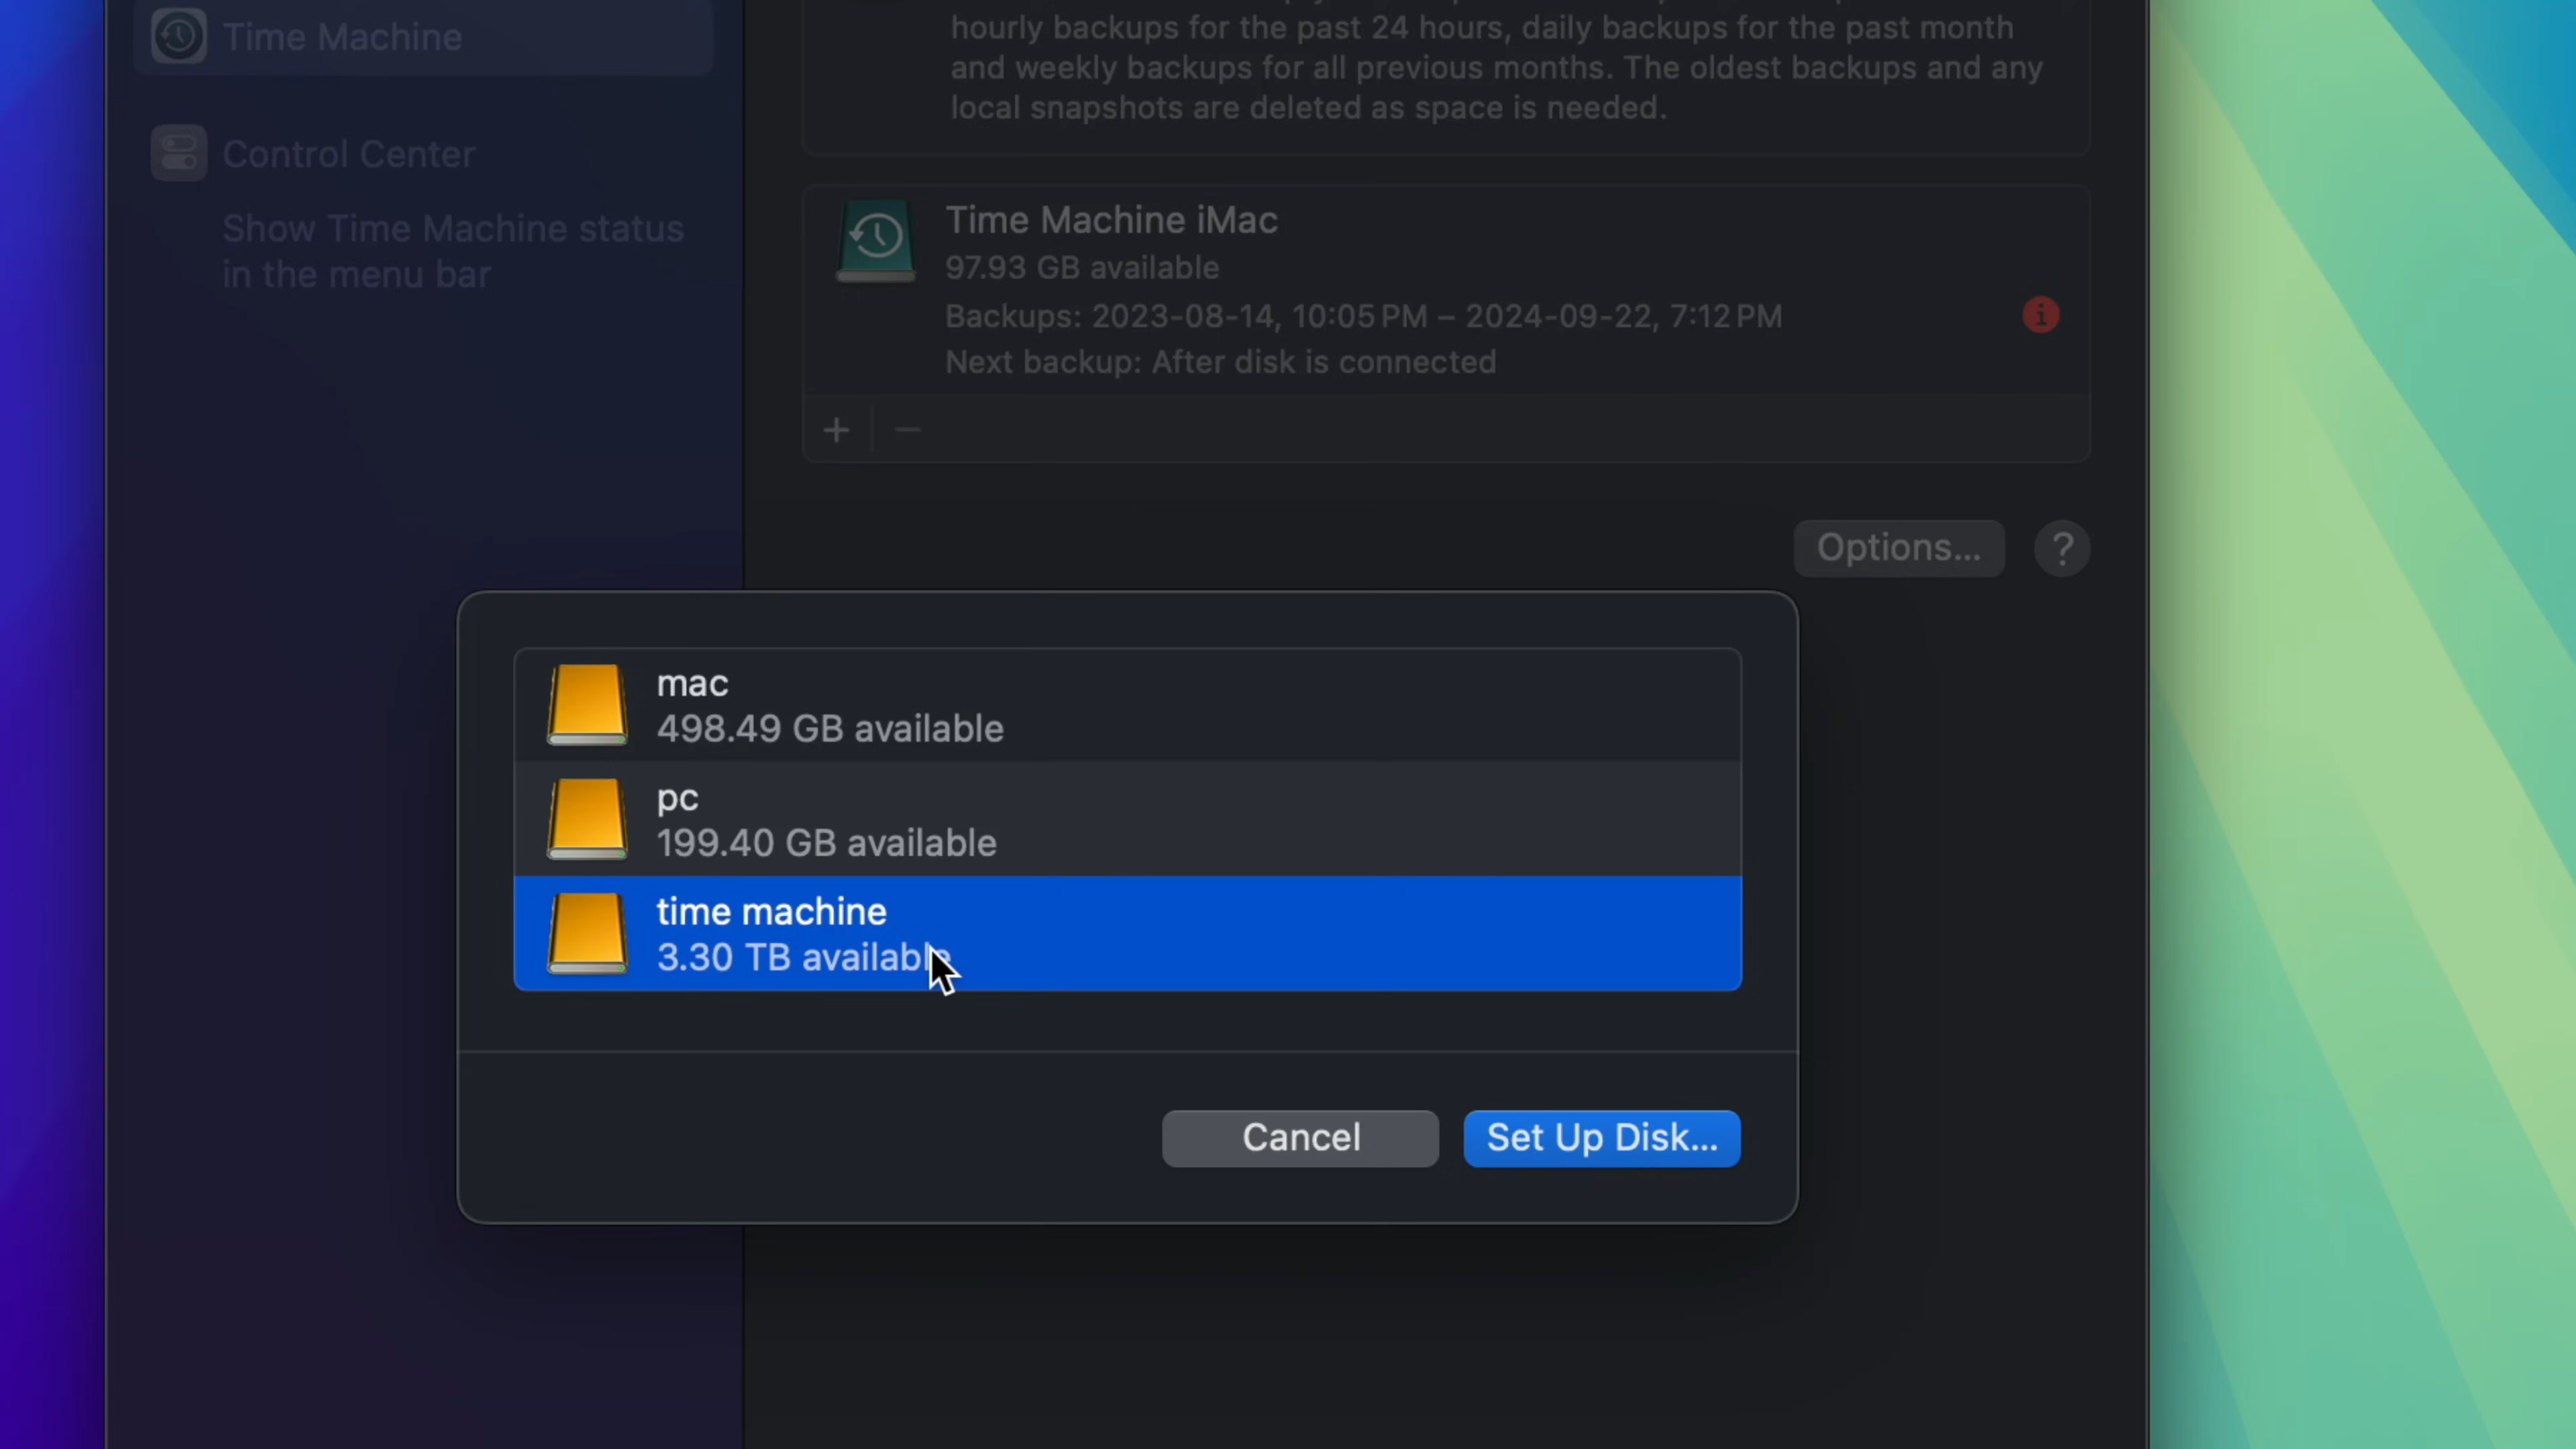 Time Machine
Control Center
Show Time Machine status
in the menu bar
hourly backups for the past 24 hours, daily backups for the past month
and weekly backups for all previous months. The oldest backups and any
local snapshots are deleted as space is needed.
Time Machine iMac
97.93 GB available
Backups: 2023-08-14, 10:05 PM – 2024-09-22, 7:12 PM
Next backup: After disk is connected
Options...
?
mac
498.49 GB available
pc
199.40 GB available
time machine
3.30 TB available
Cancel
Set Up Disk...